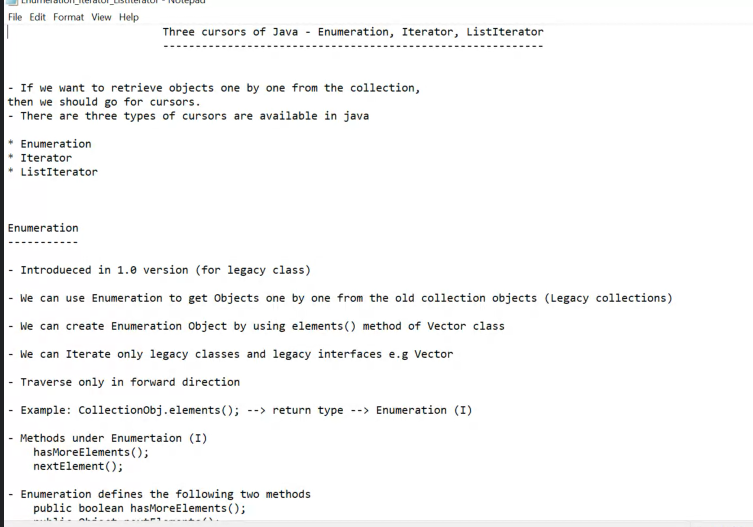 Enumeration_Iterator_ListIterator - Notepad
File Edit Format View Help
Three cursors of Java - Enumeration, Iterator, ListIterator
-----------------------------------------------------------
- If we want to retrieve objects one by one from the collection,
then we should go for cursors.
- There are three types of cursors are available in java
* Enumeration
* Iterator
* ListIterator
Enumeration
-----------
- Introdueced in 1.0 version (for legacy class)
- We can use Enumeration to get Objects one by one from the old collection objects (Legacy collections)
- We can create Enumeration Object by using elements() method of Vector class
- We can Iterate only legacy classes and legacy interfaces e.g Vector
- Traverse only in forward direction
- Example: CollectionObj.elements(); --> return type --> Enumeration (I)
- Methods under Enumertaion (I)
hasMoreElements();
nextElement();
- Enumeration defines the following two methods
public boolean hasMoreElements();
public Object nextElement();